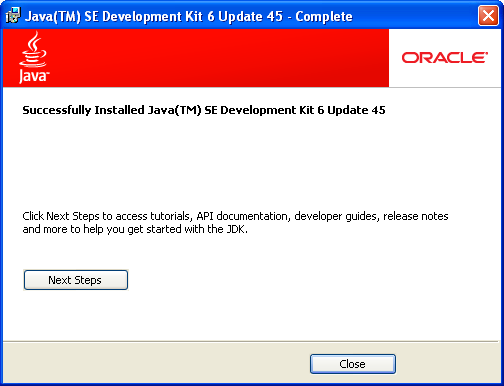 Java(TM) SE Development Kit 6 Update 45 - Complete
Java™
ORACLE®
Successfully Installed Java(TM) SE Development Kit 6 Update 45
Click Next Steps to access tutorials, API documentation, developer guides, release notes
and more to help you get started with the JDK.
Next Steps
Close